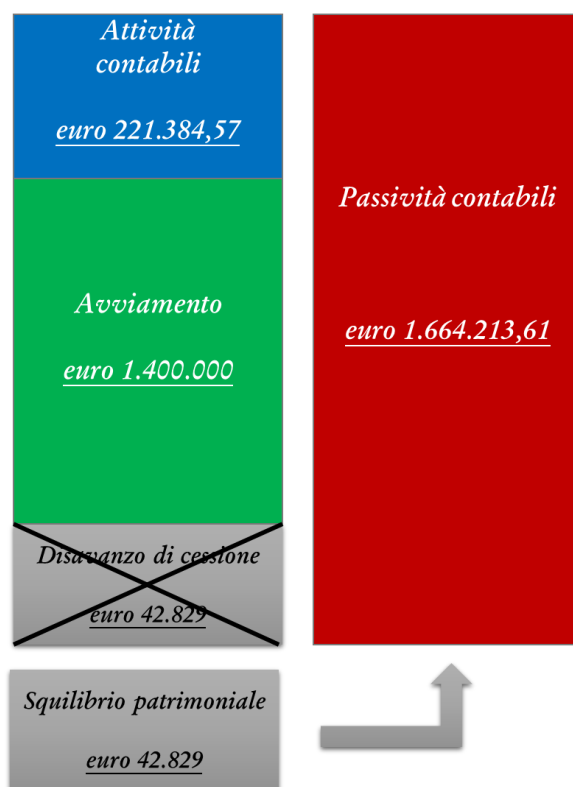 Attività
contabili
euro 221.384,57
Avviamento
euro 1.400.000
Disavanzo di cessione
euro 42.829
Squilibrio patrimoniale
euro 42.829
Passività contabili
euro 1.664.213,61